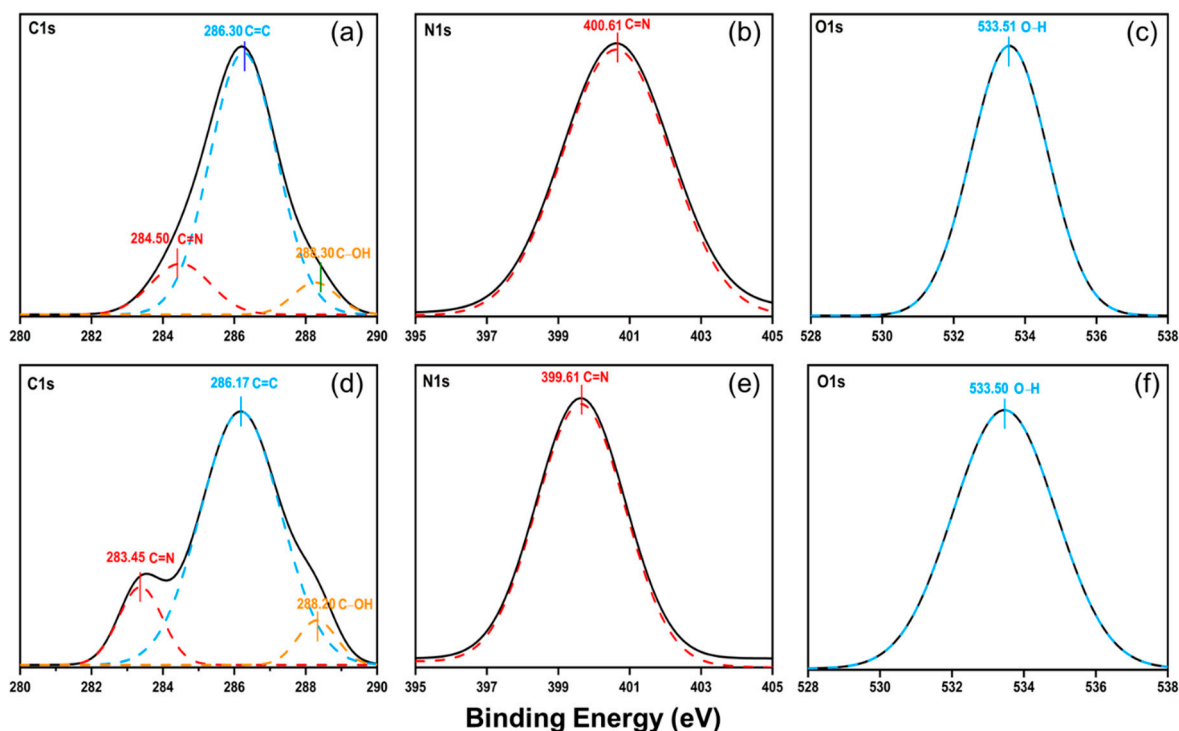 C1s
286.30 C=C
(a)
284.50 C=N
288.30 C–OH
280 282 284 286 288 290
N1s
400.61 C=N
(b)
395 397 399 401 403 405
O1s
533.51 O–H
(c)
528 530 532 534 536 538
C1s
286.17 C=C
(d)
283.45 C=N
288.20 C–OH
280 282 284 286 288 290
N1s
399.61 C=N
(e)
395 397 399 401 403 405
O1s
533.50 O–H
(f)
528 530 532 534 536 538
Binding Energy (eV)